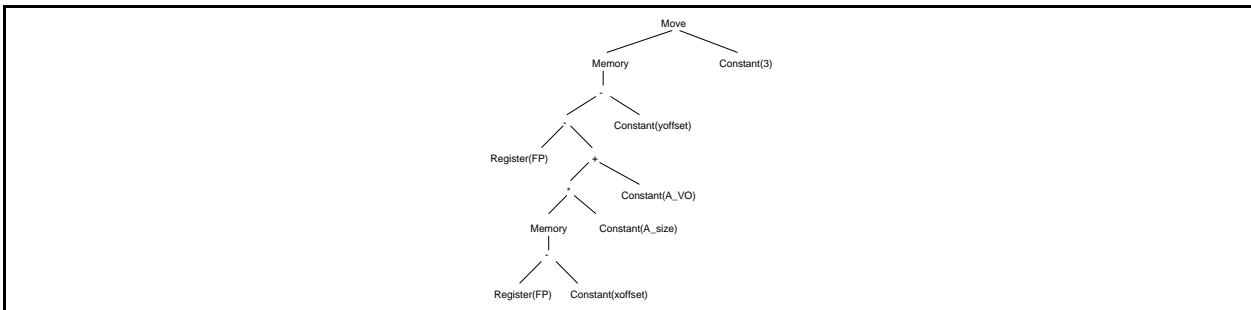 Move
Memory Constant(3)
-
- Constant(yoffset)
Register(FP) +
* Constant(A_VO)
Memory Constant(A_size)
-
Register(FP) Constant(xoffset)